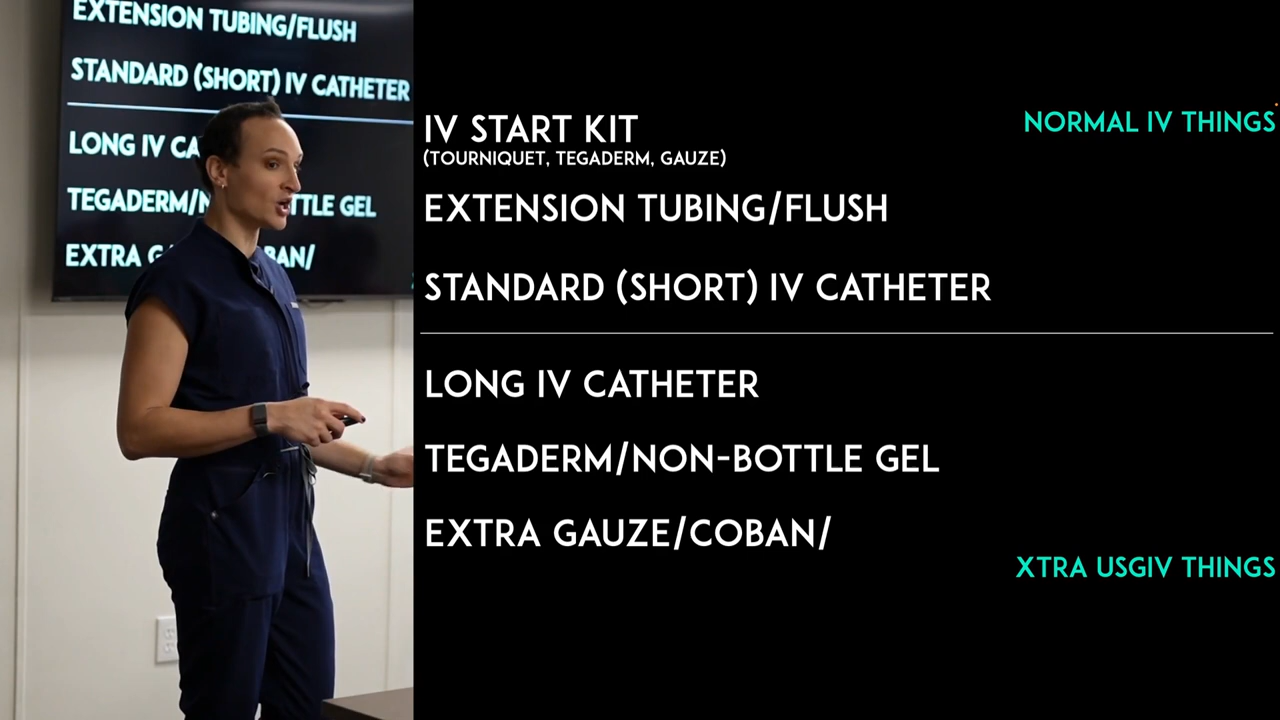 EXTENSION TUBING/FLUSH
STANDARD (SHORT) IV CATHETER
LONG IV CA
TEGADERM/N TTLE GEL
EXTRA G BAN/
IV START KIT
(TOURNIQUET, TEGADERM, GAUZE)
NORMAL IV THINGS
EXTENSION TUBING/FLUSH
STANDARD (SHORT) IV CATHETER
LONG IV CATHETER
TEGADERM/NON-BOTTLE GEL
EXTRA GAUZE/COBAN/
XTRA USGIV THINGS